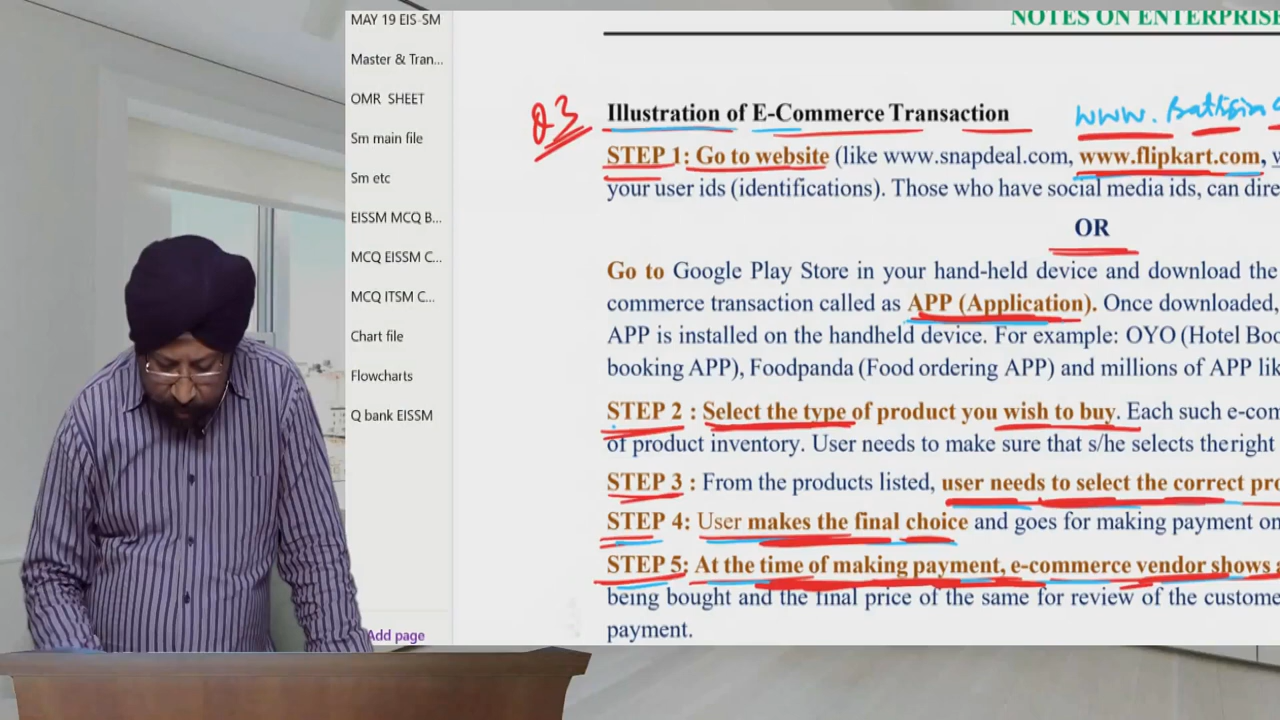 MAY 19 EIS-SM
Master & Tran...
OMR SHEET
Sm main file
Sm etc
EISSM MCQ B...
MCQ EISSM C...
MCQ ITSM C...
Chart file
Flowcharts
Q bank EISSM
Add page
NOTES ON ENTERPRISE
Q3
Illustration of E-Commerce Transaction
www.
STEP 1: Go to website (like www.snapdeal.com, www.flipkart.com,
your user ids (identifications). Those who have social media ids, can dire
OR
Go to Google Play Store in your hand-held device and download the
commerce transaction called as APP (Application). Once downloaded,
APP is installed on the handheld device. For example: OYO (Hotel Boo
booking APP), Foodpanda (Food ordering APP) and millions of APP lik
STEP 2 : Select the type of product you wish to buy. Each such e-com
of product inventory. User needs to make sure that s/he selects theright
STEP 3 : From the products listed, user needs to select the correct pro
STEP 4: User makes the final choice and goes for making payment on
STEP 5: At the time of making payment, e-commerce vendor shows a
being bought and the final price of the same for review of the custome
payment.